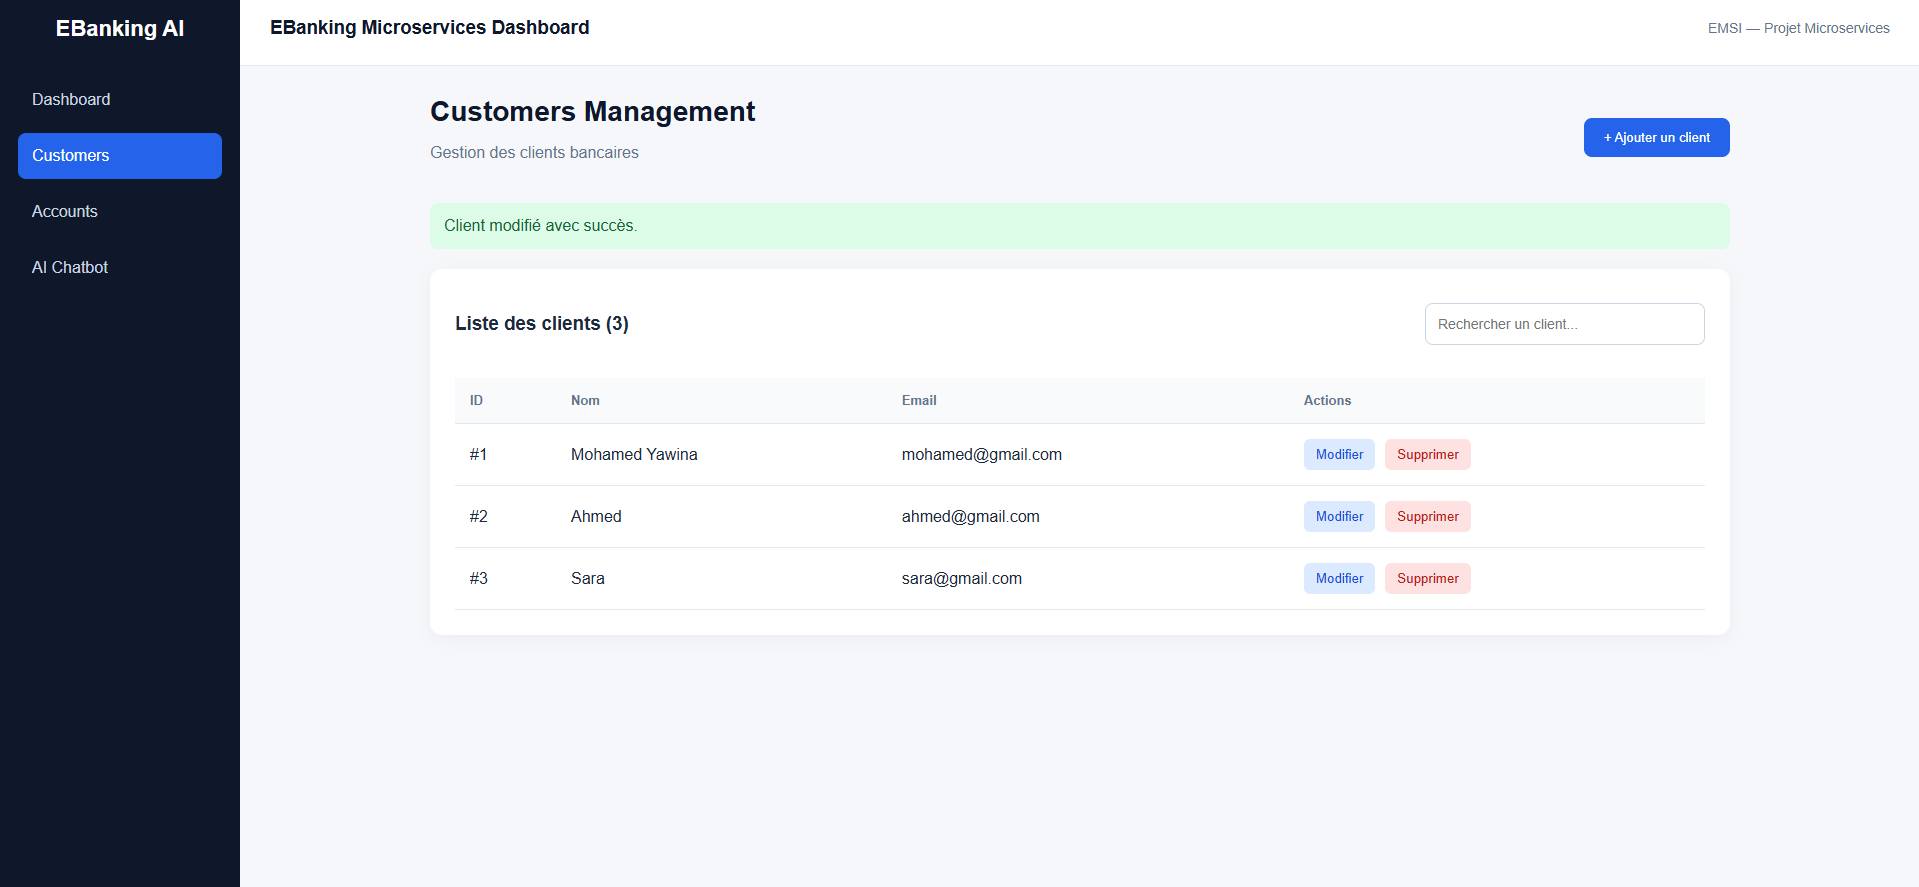 EBanking AI
Dashboard
Customers
Accounts
AI Chatbot
EBanking Microservices Dashboard
EMSI — Projet Microservices
Customers Management
Gestion des clients bancaires
+ Ajouter un client
Client modifié avec succès.
Liste des clients (3)
Rechercher un client...
ID Nom Email Actions
#1 Mohamed Yawina mohamed@gmail.com Modifier Supprimer
#2 Ahmed ahmed@gmail.com Modifier Supprimer
#3 Sara sara@gmail.com Modifier Supprimer